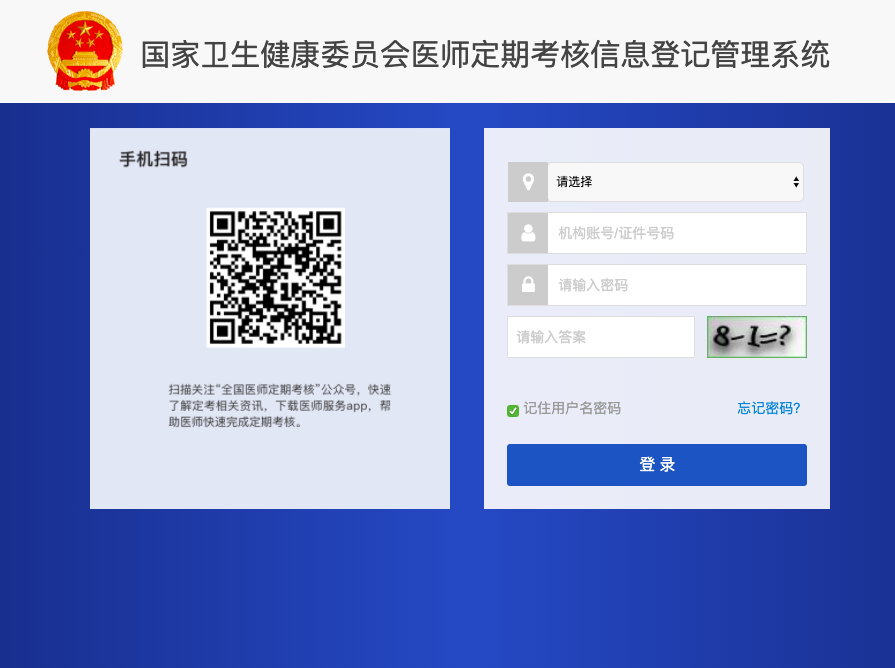 国家卫生健康委员会医师定期考核信息登记管理系统
手机扫码
扫描关注“全国医师定期考核”公众号，快速
了解定考相关资讯，下载医师服务app，帮
助医师快速完成定期考核。
请选择
机构账号/证件号码
请输入密码
请输入答案
8-1=?
记住用户名密码
忘记密码?
登 录